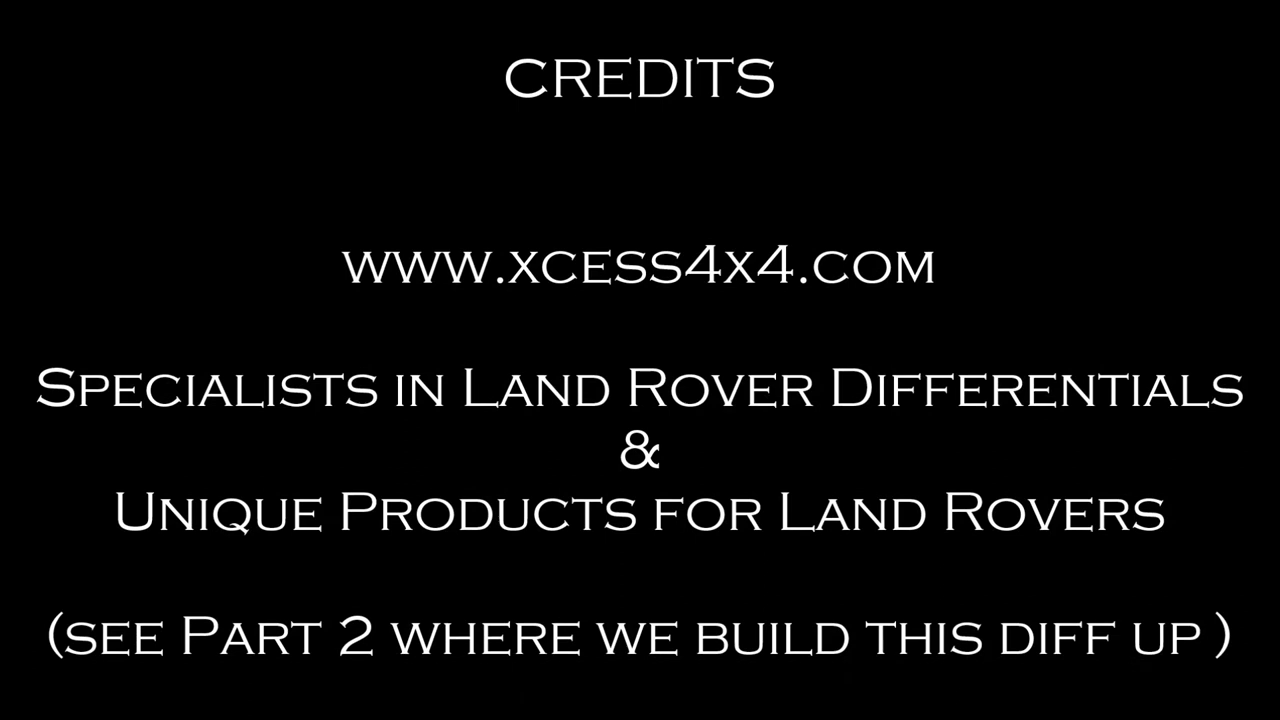 CREDITS
www.xcess4x4.com
Specialists in Land Rover Differentials
&
Unique Products for Land Rovers
(see Part 2 where we build this diff up )